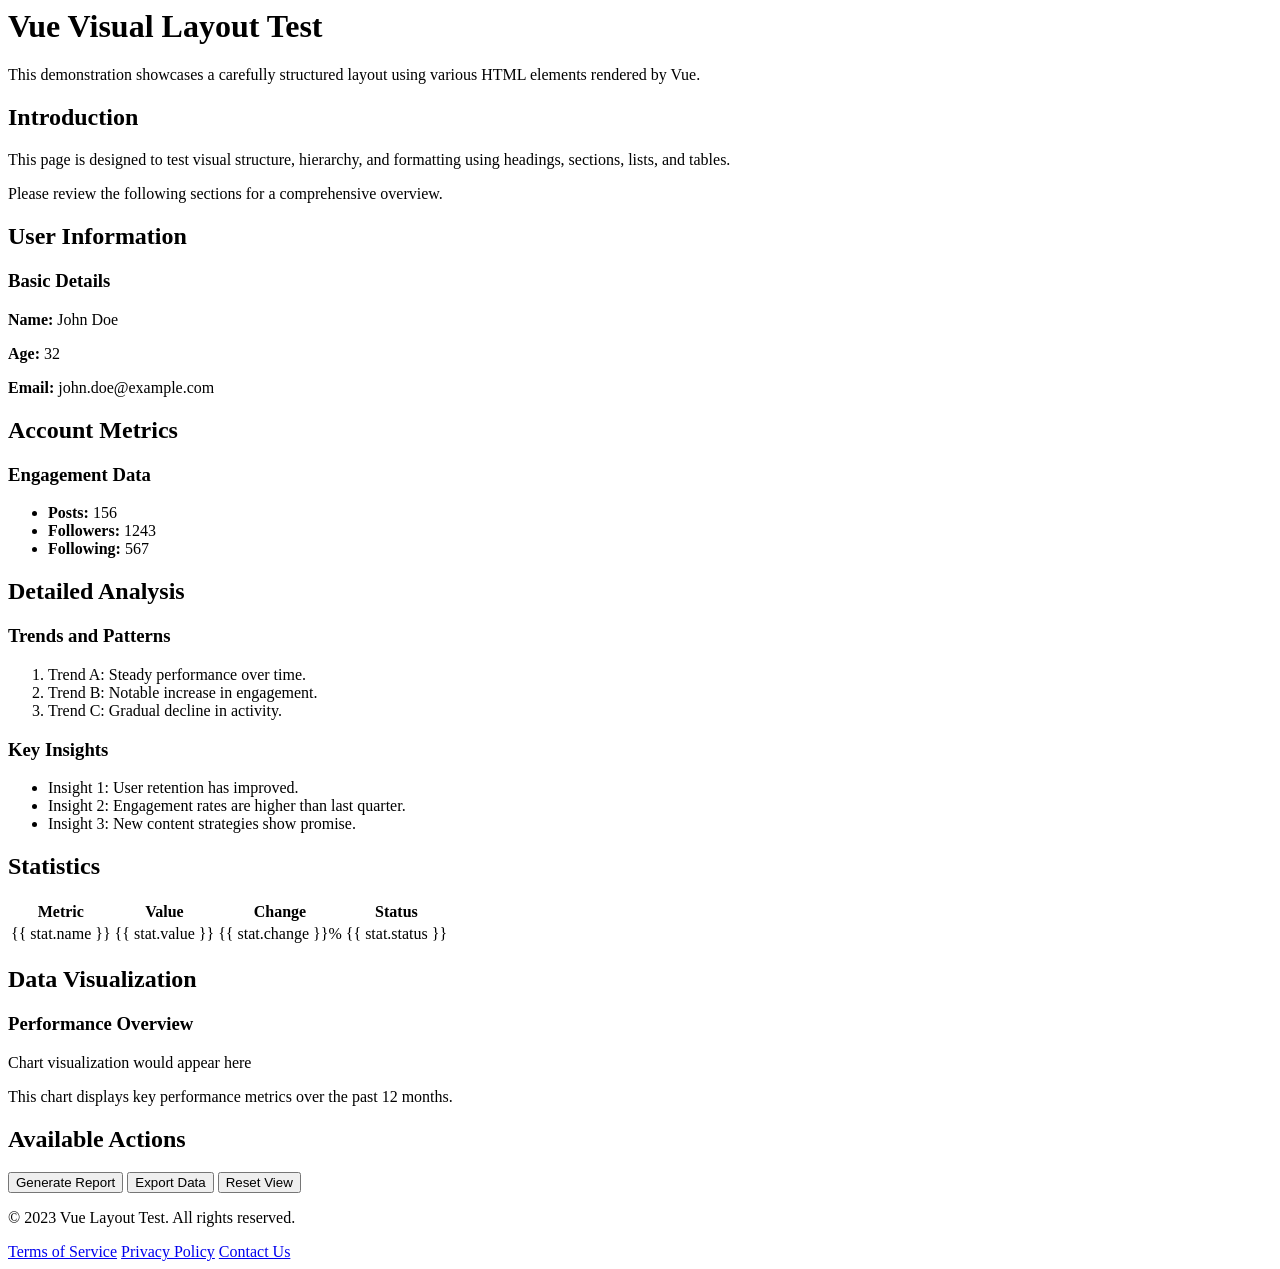 Vue Visual Layout Test
This demonstration showcases a carefully structured layout using various HTML elements rendered by Vue.
Introduction
This page is designed to test visual structure, hierarchy, and formatting using headings, sections, lists, and tables.
Please review the following sections for a comprehensive overview.
User Information
Basic Details
Name: John Doe
Age: 32
Email: john.doe@example.com
Account Metrics
Engagement Data
• Posts: 156
• Followers: 1243
• Following: 567
Detailed Analysis
Trends and Patterns
1. Trend A: Steady performance over time.
2. Trend B: Notable increase in engagement.
3. Trend C: Gradual decline in activity.
Key Insights
• Insight 1: User retention has improved.
• Insight 2: Engagement rates are higher than last quarter.
• Insight 3: New content strategies show promise.
Statistics
Metric Value Change Status
{{ stat.name }} {{ stat.value }} {{ stat.change }}% {{ stat.status }}
Data Visualization
Performance Overview
Chart visualization would appear here
This chart displays key performance metrics over the past 12 months.
Available Actions
Generate Report Export Data Reset View
© 2023 Vue Layout Test. All rights reserved.
Terms of Service Privacy Policy Contact Us